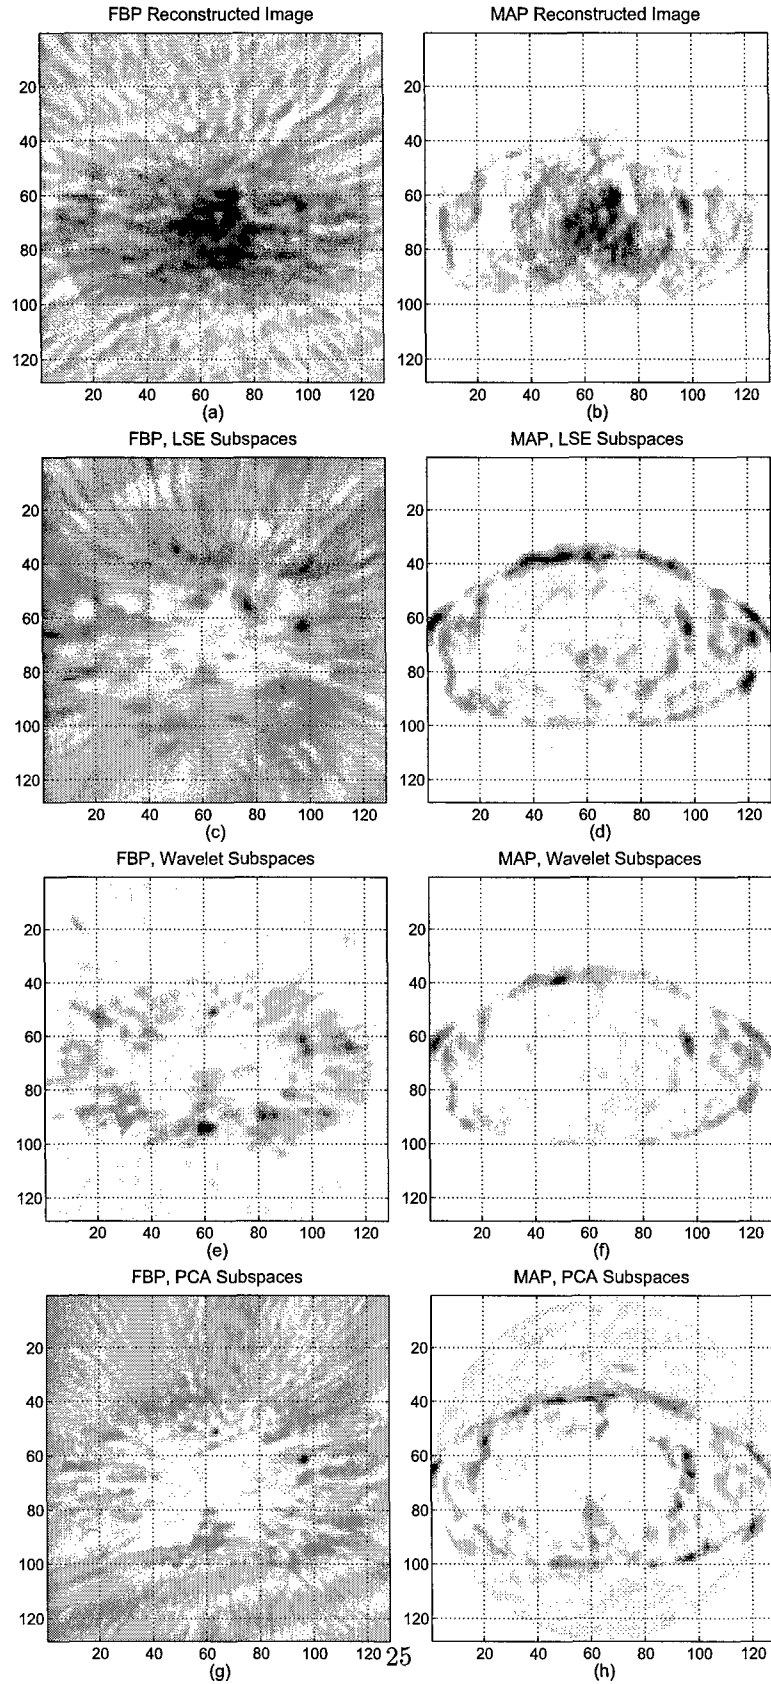 FBP Reconstructed Image
MAP Reconstructed Image
20
40
60
80
100
120
20 40 60 80 100 120
(a)
20
40
60
80
100
120
20 40 60 80 100 120
(b)
FBP, LSE Subspaces
MAP, LSE Subspaces
20
40
60
80
100
120
20 40 60 80 100 120
(c)
20
40
60
80
100
120
20 40 60 80 100 120
(d)
FBP, Wavelet Subspaces
MAP, Wavelet Subspaces
20
40
60
80
100
120
20 40 60 80 100 120
(e)
20
40
60
80
100
120
20 40 60 80 100 120
(f)
FBP, PCA Subspaces
MAP, PCA Subspaces
20
40
60
80
100
120
20 40 60 80 100 120
(g)
20
40
60
80
100
120
20 40 60 80 100 120
(h)
25